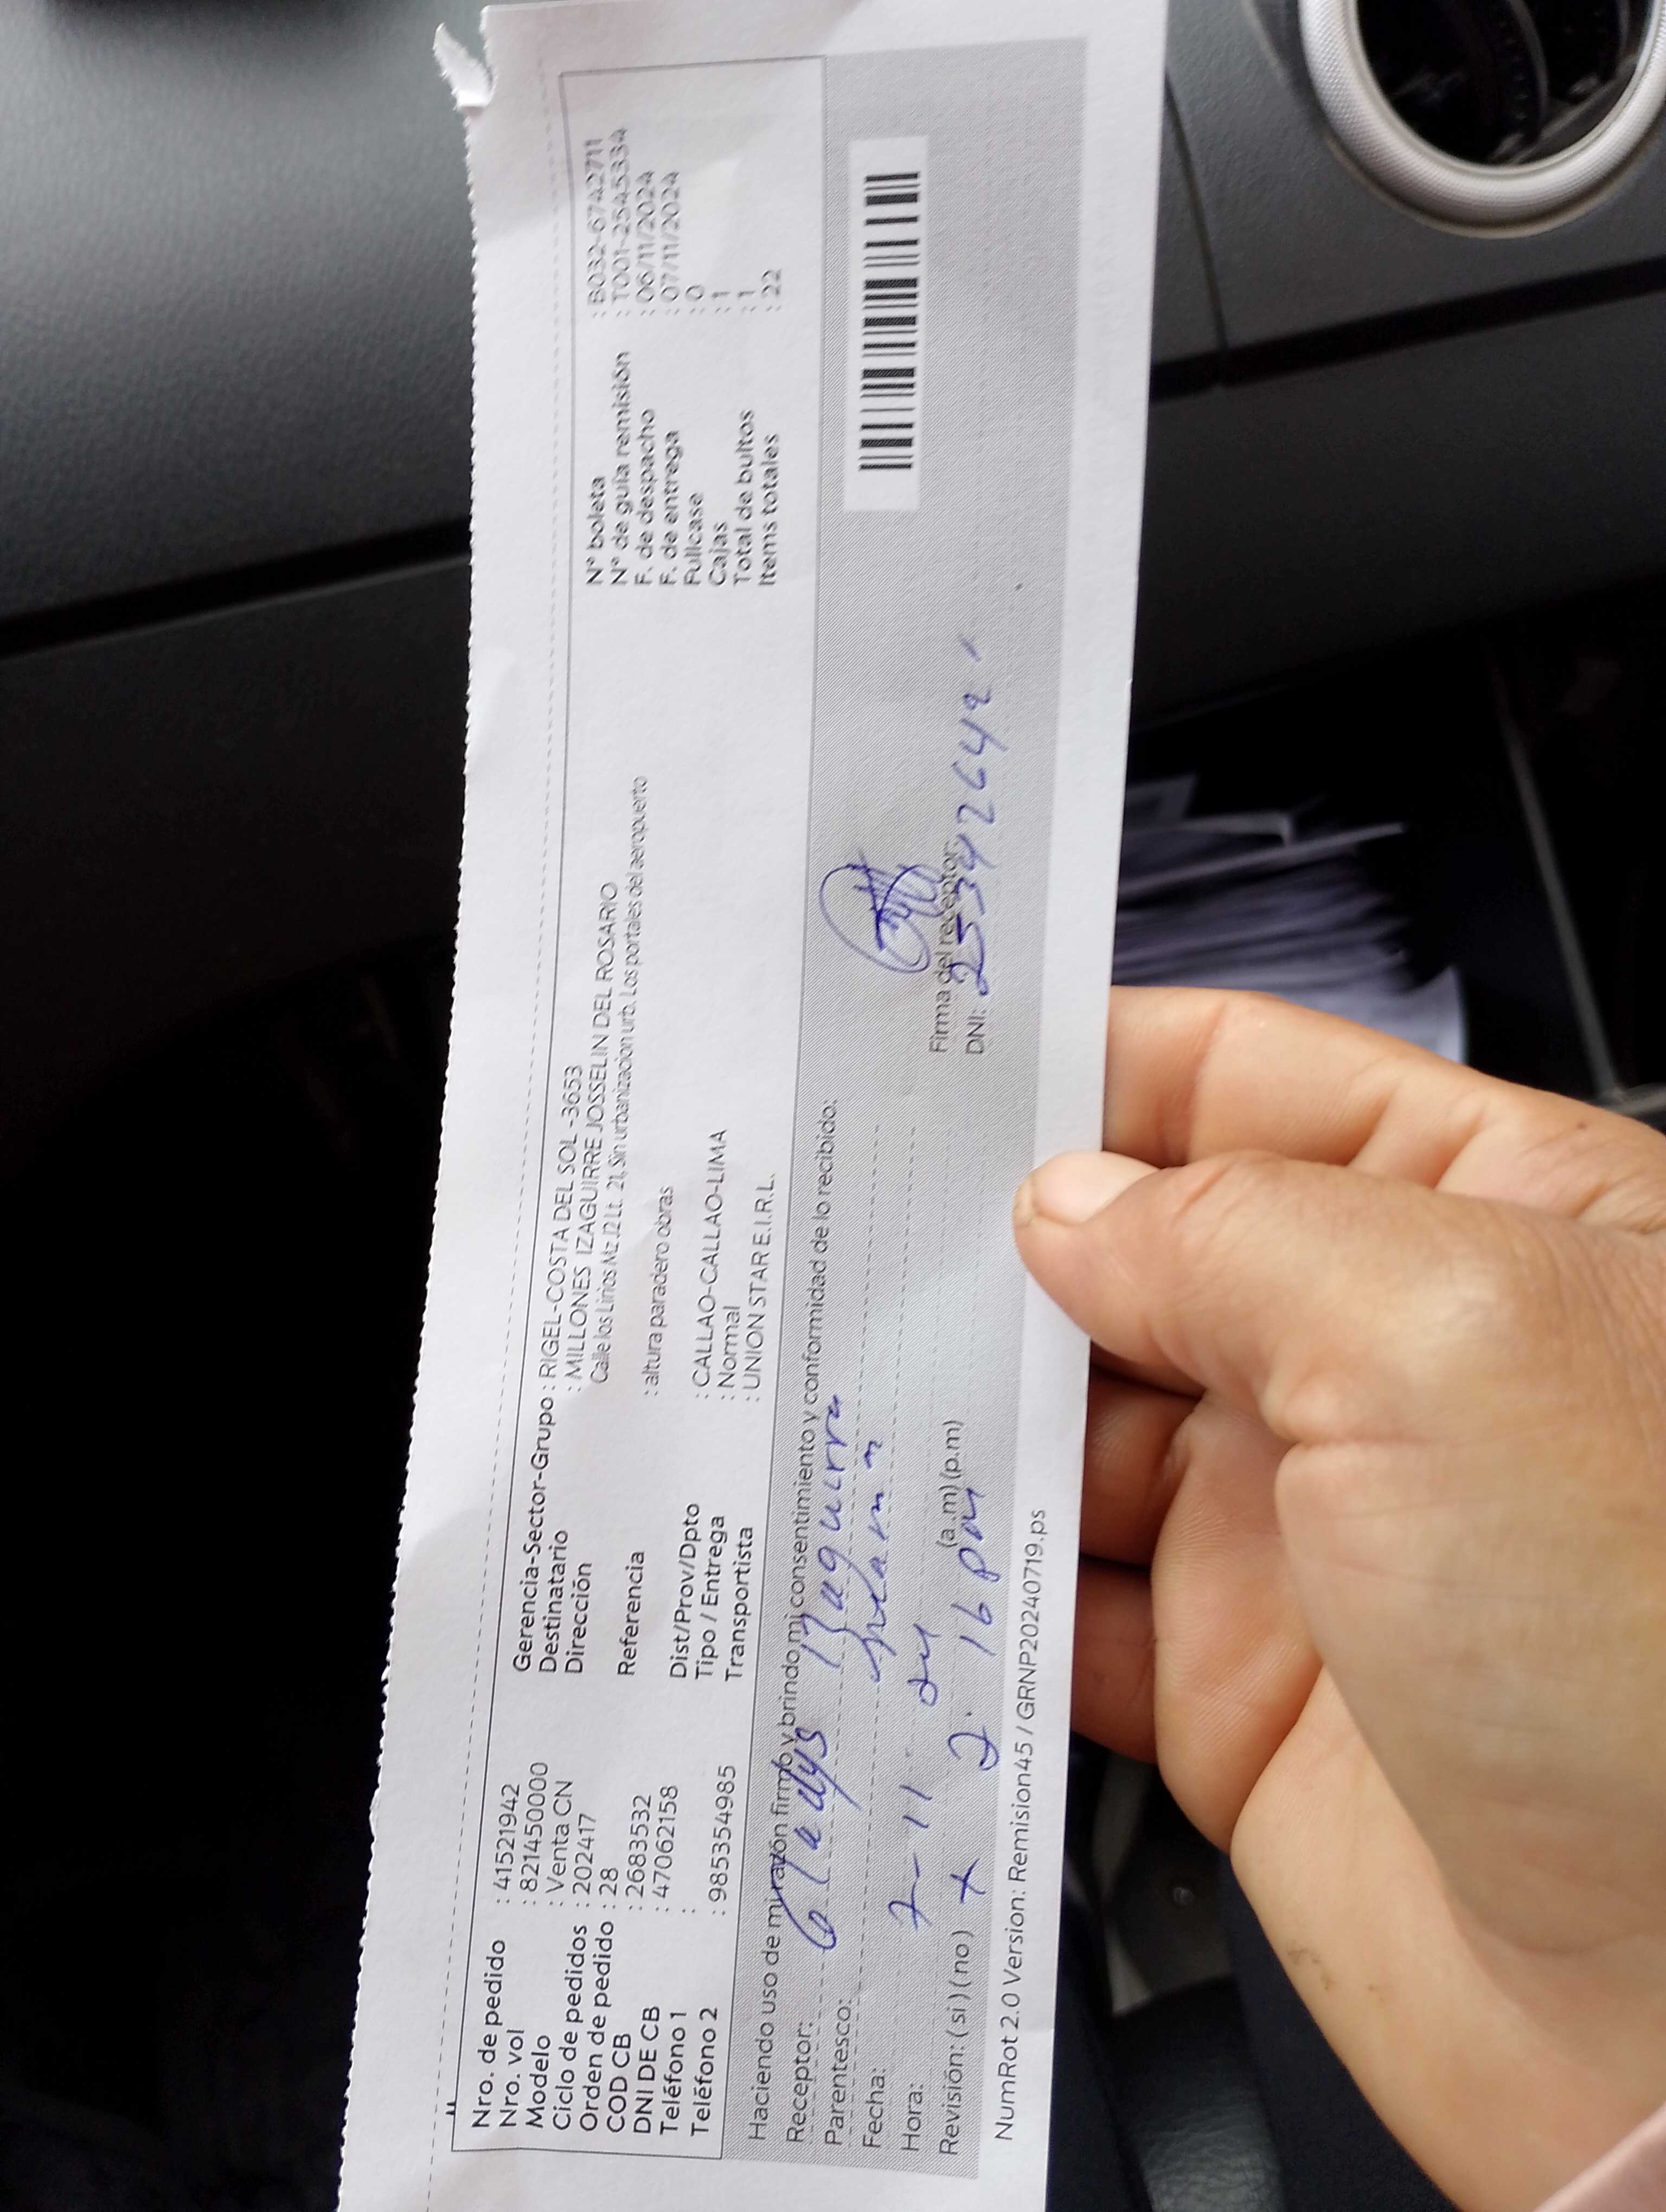 Nro. de pedido : 41521942
Nro. vol : 8214500000
Modelo : Venta CN
Ciclo de pedidos : 202417
Orden de pedido : 28
COD CB : 2683532
DNI DE CB : 47062158
Teléfono 1 :
Teléfono 2 : 985354985
Gerencia-Sector-Grupo : RIGEL-COSTA DEL SOL -3653
Destinatario : MILLONES IZAGUIRRE JOSSELIN DEL ROSARIO
Dirección Calle los Lirios Mz.12 Lt. 21, Sin urbanizacion urb. Los portales del aeropuerto
Referencia : altura paradero obras
Dist/Prov/Dpto : CALLAO-CALLAO-LIMA
Tipo / Entrega : Normal
Transportista : UNION STAR E.I.R.L.
N° boleta : B032-6742711
N° de guía remisión : T001-2545334
F. de despacho : 06/11/2024
F. de entrega : 07/11/2024
Fullcase : 0
Cajas : 1
Total de bultos : 1
Items totales : 22
Haciendo uso de mi razón firmo y brindo mi consentimiento y conformidad de lo recibido:
Receptor: Gladys Izaguirre
Parentesco:
Fecha: 7-11-24
Hora: 2.16 pm (a.m) (p.m)
Revisión: ( si ) ( no ) x
Firma del receptor:
DNI:
NumRot 2.0 Version: Remision45 / GRNP20240719.ps